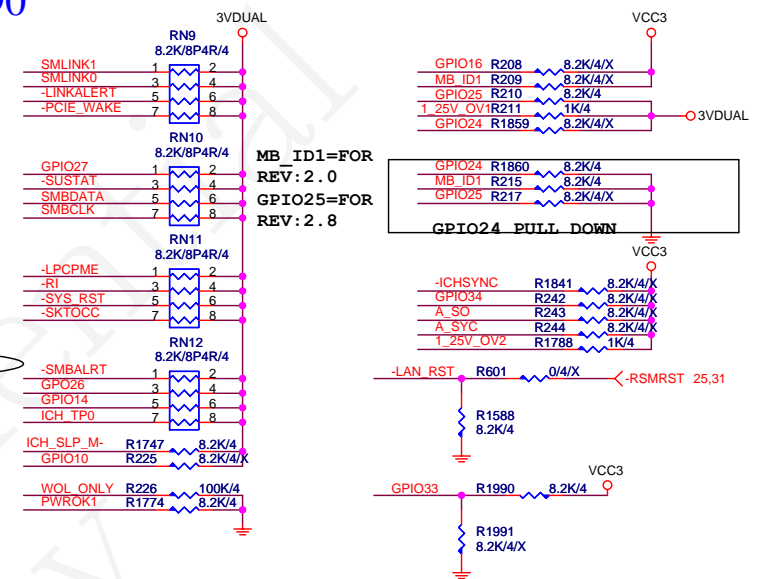 3VDUAL
RN9
8.2K/8P4R/4
SMLINK1 1 2
SMLINK0 3 4
-LINKALERT 5 6
-PCIE_WAKE 7 8
RN10
8.2K/8P4R/4
GPIO27 1 2
-SUSTAT 3 4
SMBDATA 5 6
SMBCLK 7 8
MB_ID1=FOR
REV:2.0
GPIO25=FOR
REV:2.8
RN11
8.2K/8P4R/4
-LPCPME 1 2
-RI 3 4
-SYS_RST 5 6
-SKTOCC 7 8
RN12
8.2K/8P4R/4
-SMBALRT 1 2
GPO26 3 4
GPIO14 5 6
ICH_TP0 7 8
ICH_SLP_M- R1747 8.2K/4
GPIO10 R225 8.2K/4/X
WOL_ONLY R226 100K/4
PWROK1 R1774 8.2K/4
VCC3
GPIO16 R208 8.2K/4/X
MB_ID1 R209 8.2K/4/X
GPIO25 R210 8.2K/4
1_25V_OV1 R211 1K/4
3VDUAL
GPIO24 R1859 8.2K/4/X
GPIO24 R1860 8.2K/4
MB_ID1 R215 8.2K/4
GPIO25 R217 8.2K/4/X
GPIO24 PULL DOWN
VCC3
-ICHSYNC R1841 8.2K/4/X
GPIO34 R242 8.2K/4/X
A_SO R243 8.2K/4/X
A_SYC R244 8.2K/4/X
1_25V_OV2 R1788 1K/4
-LAN_RST R601 0/4/X -RSMRST 25,31
R1588
8.2K/4
VCC3
GPIO33 R1990 8.2K/4
R1991
8.2K/4/X